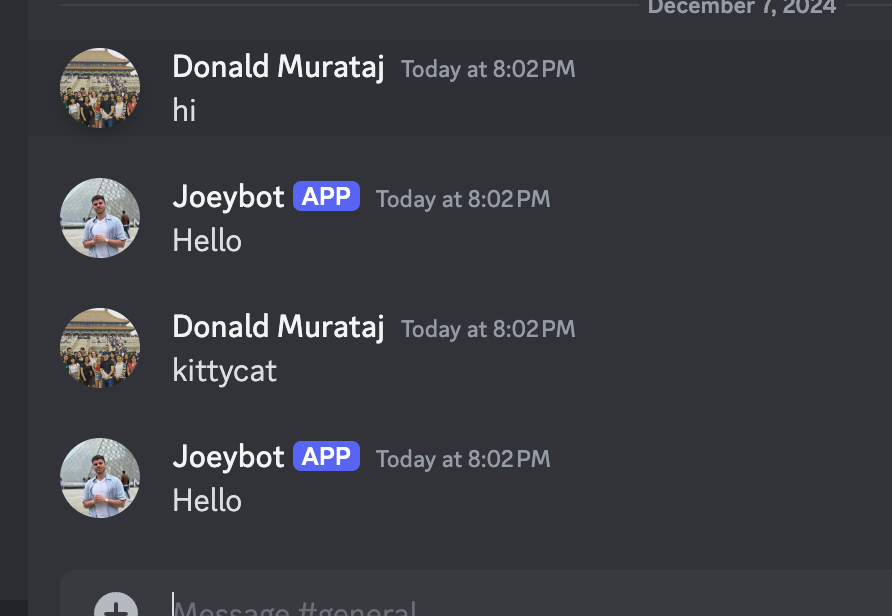 December 7, 2024
Donald Murataj Today at 8:02 PM
hi
Joeybot APP Today at 8:02 PM
Hello
Donald Murataj Today at 8:02 PM
kittycat
Joeybot APP Today at 8:02 PM
Hello
Message #general